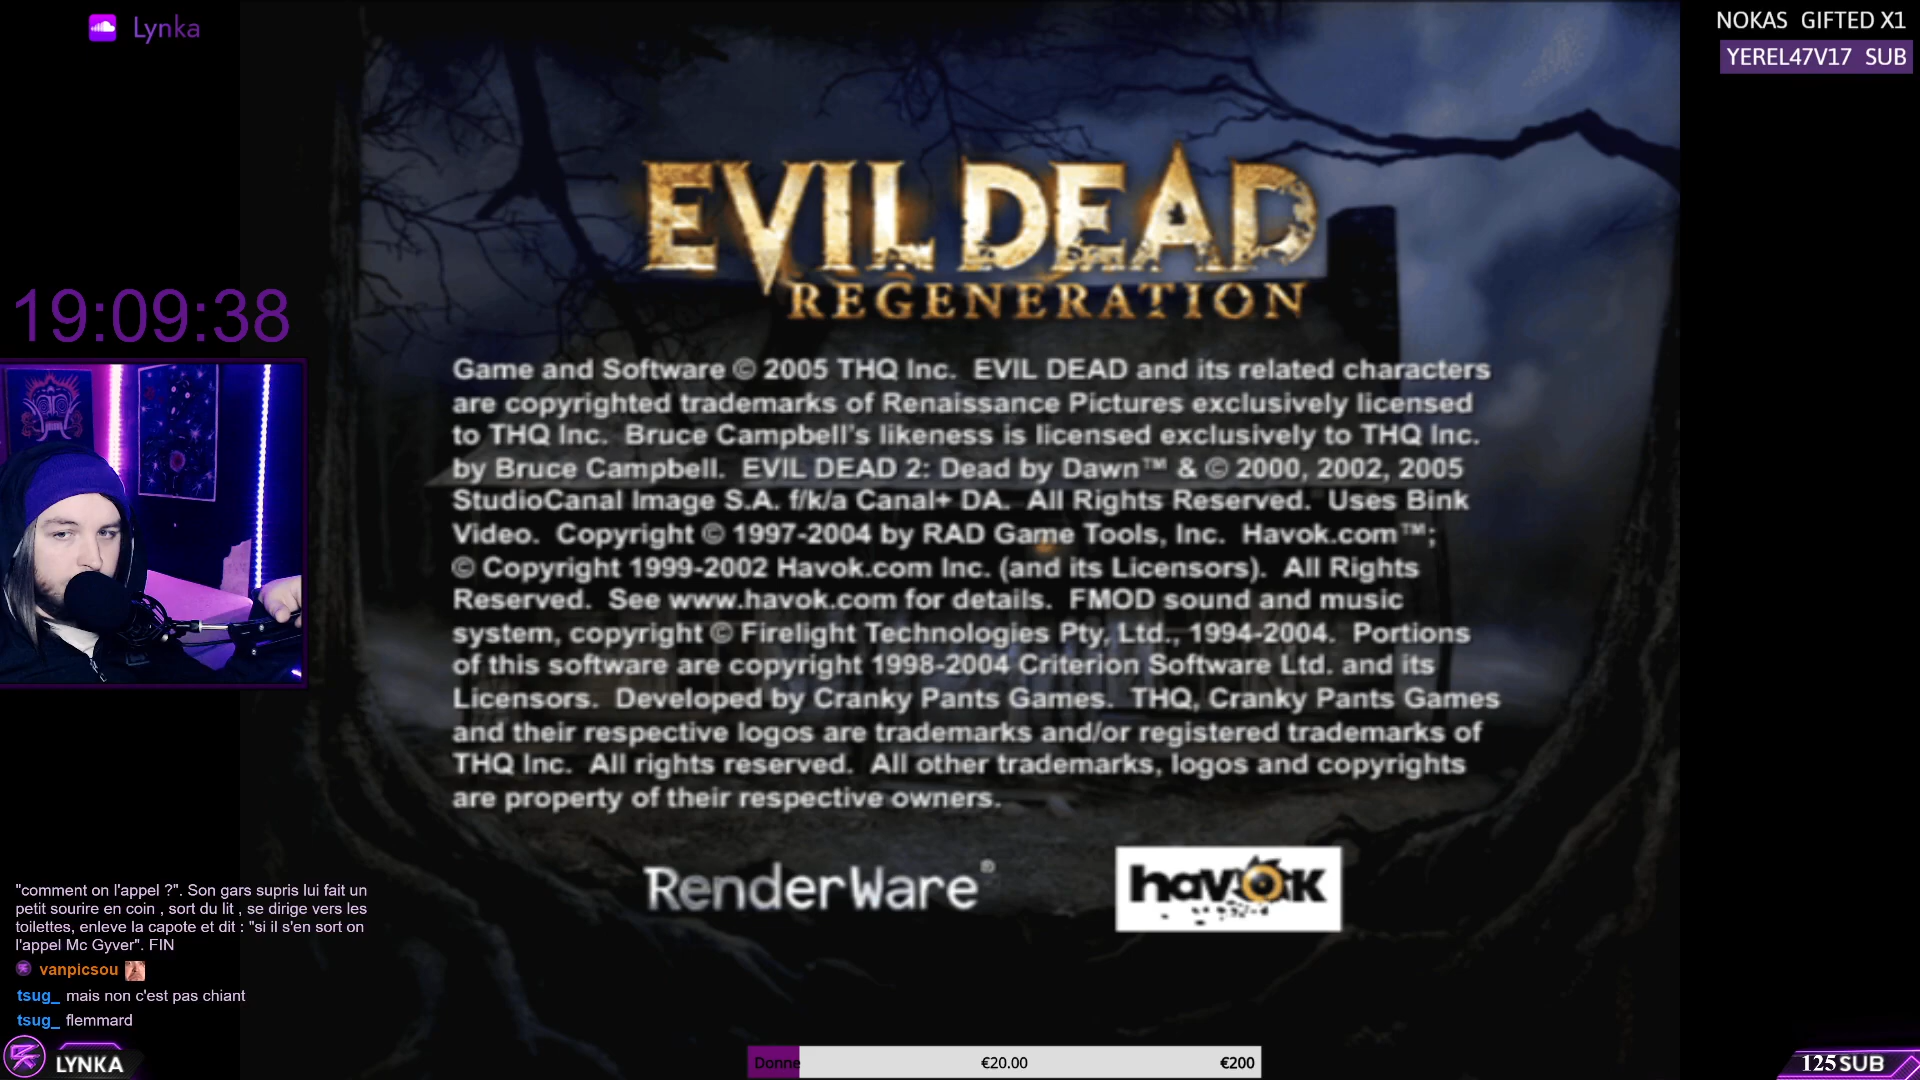 Lynka
NOKAS GIFTED X1
YEREL47V17 SUB
EVIL DEAD
REGENERATION
19:09:38
Game and Software © 2005 THQ Inc. EVIL DEAD and its related characters
are copyrighted trademarks of Renaissance Pictures exclusively licensed
to THQ Inc. Bruce Campbell's likeness is licensed exclusively to THQ Inc.
by Bruce Campbell. EVIL DEAD 2: Dead by Dawn™ & © 2000, 2002, 2005
StudioCanal Image S.A. f/k/a Canal+ DA. All Rights Reserved. Uses Bink
Video. Copyright © 1997-2004 by RAD Game Tools, Inc. Havok.com™;
© Copyright 1999-2002 Havok.com Inc. (and its Licensors). All Rights
Reserved. See www.havok.com for details. FMOD sound and music
system, copyright © Firelight Technologies Pty, Ltd., 1994-2004. Portions
of this software are copyright 1998-2004 Criterion Software Ltd. and its
Licensors. Developed by Cranky Pants Games. THQ, Cranky Pants Games
and their respective logos are trademarks and/or registered trademarks of
THQ Inc. All rights reserved. All other trademarks, logos and copyrights
are property of their respective owners.
RenderWare®
havok
"comment on l'appel ?". Son gars supris lui fait un
petit sourire en coin , sort du lit , se dirige vers les
toilettes, enleve la capote et dit : "si il s'en sort on
l'appel Mc Gyver". FIN
vanpicsou
tsug_ mais non c'est pas chiant
tsug_ flemmard
LYNKA
Donne €20.00 €200
125 SUB